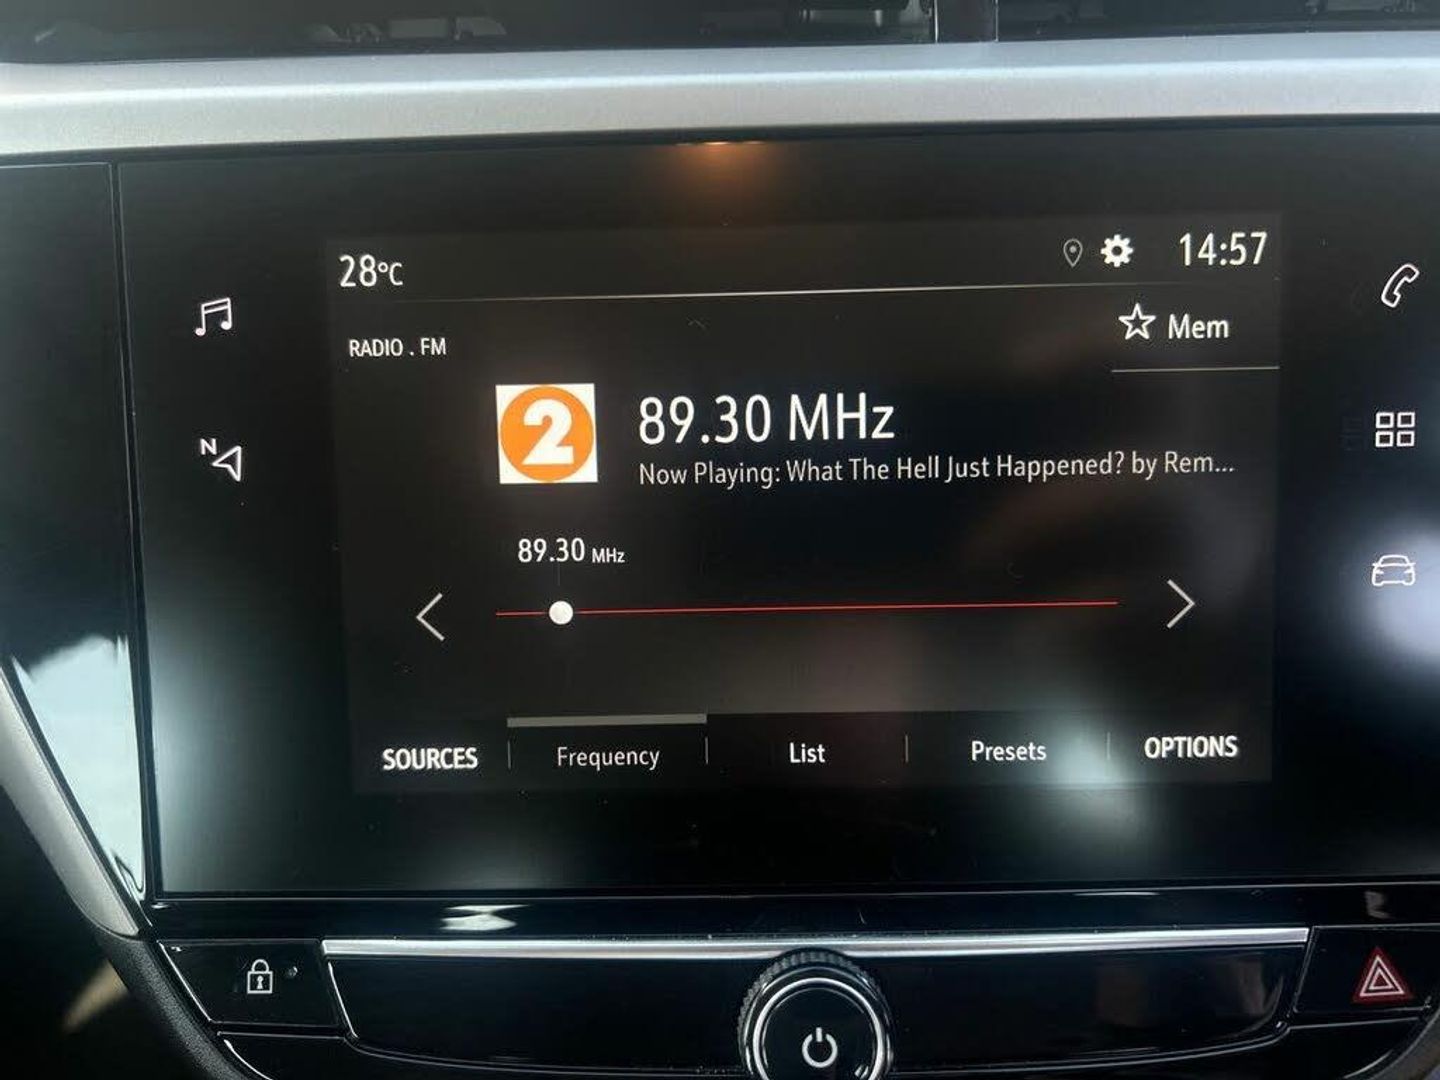 28°C
14:57
Mem
RADIO . FM
2
89.30 MHz
Now Playing: What The Hell Just Happened? by Rem...
N
89.30 MHz
SOURCES
Frequency
List
Presets
OPTIONS